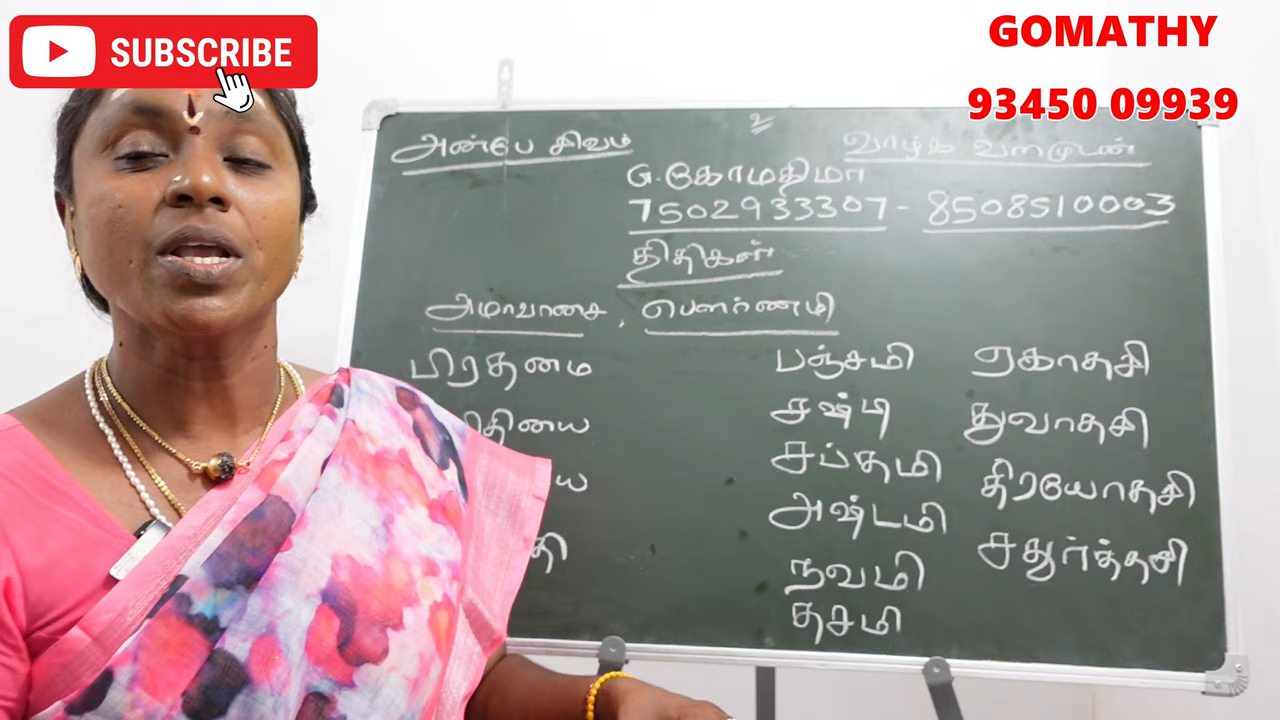 SUBSCRIBE
GOMATHY
93450 09939
2
அன்பே சிவம்
வாழ்க வளமுடன்
G.கோமதிமா
7502933307 - 8508510003
திதிகள்
அமாவாசை, பௌர்ணமி
பிரதமை
பஞ்சமி
சஷ்டி
சப்தமி
அஷ்டமி
நவமி
தசமி
ஏகாதசி
துவாதசி
திரயோதசி
சதுர்த்தசி